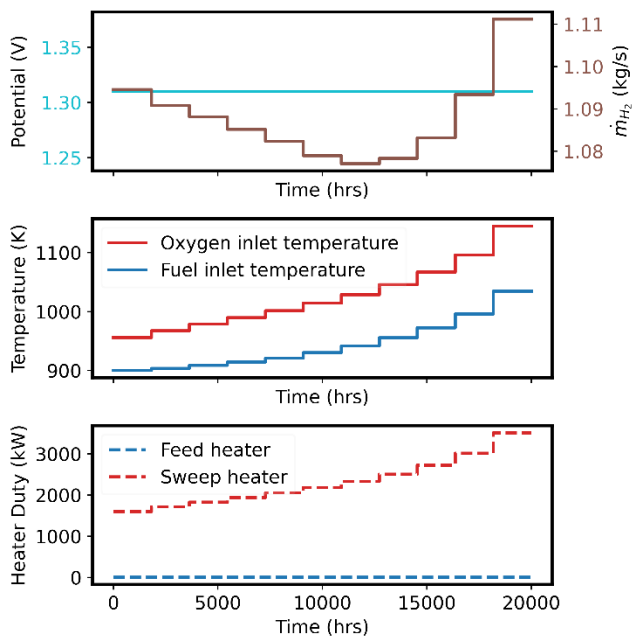 Potential (V)
1.35
1.30
1.25
1.11
1.10
1.09
1.08
ṁH₂ (kg/s)
Time (hrs)
Temperature (K)
1100
1000
900
Oxygen inlet temperature
Fuel inlet temperature
Time (hrs)
Heater Duty (kW)
3000
2000
1000
0
Feed heater
Sweep heater
0
5000
10000
15000
20000
Time (hrs)